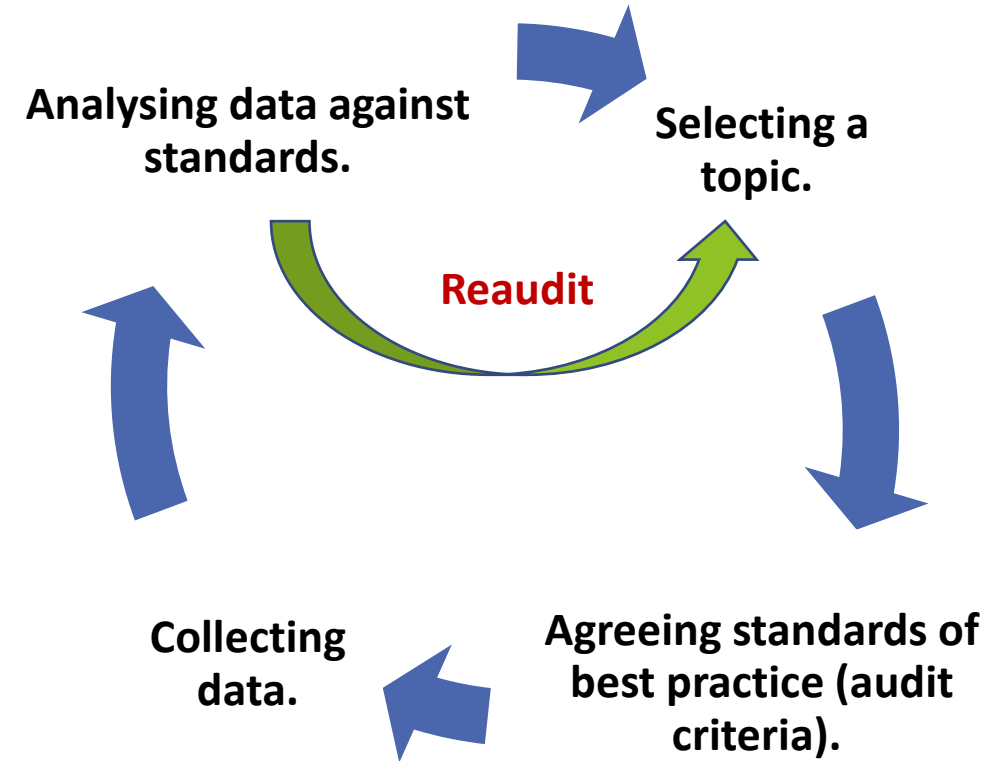 Analysing data against
standards.
Selecting a
topic.
Reaudit
Agreeing standards of
best practice (audit
criteria).
Collecting
data.